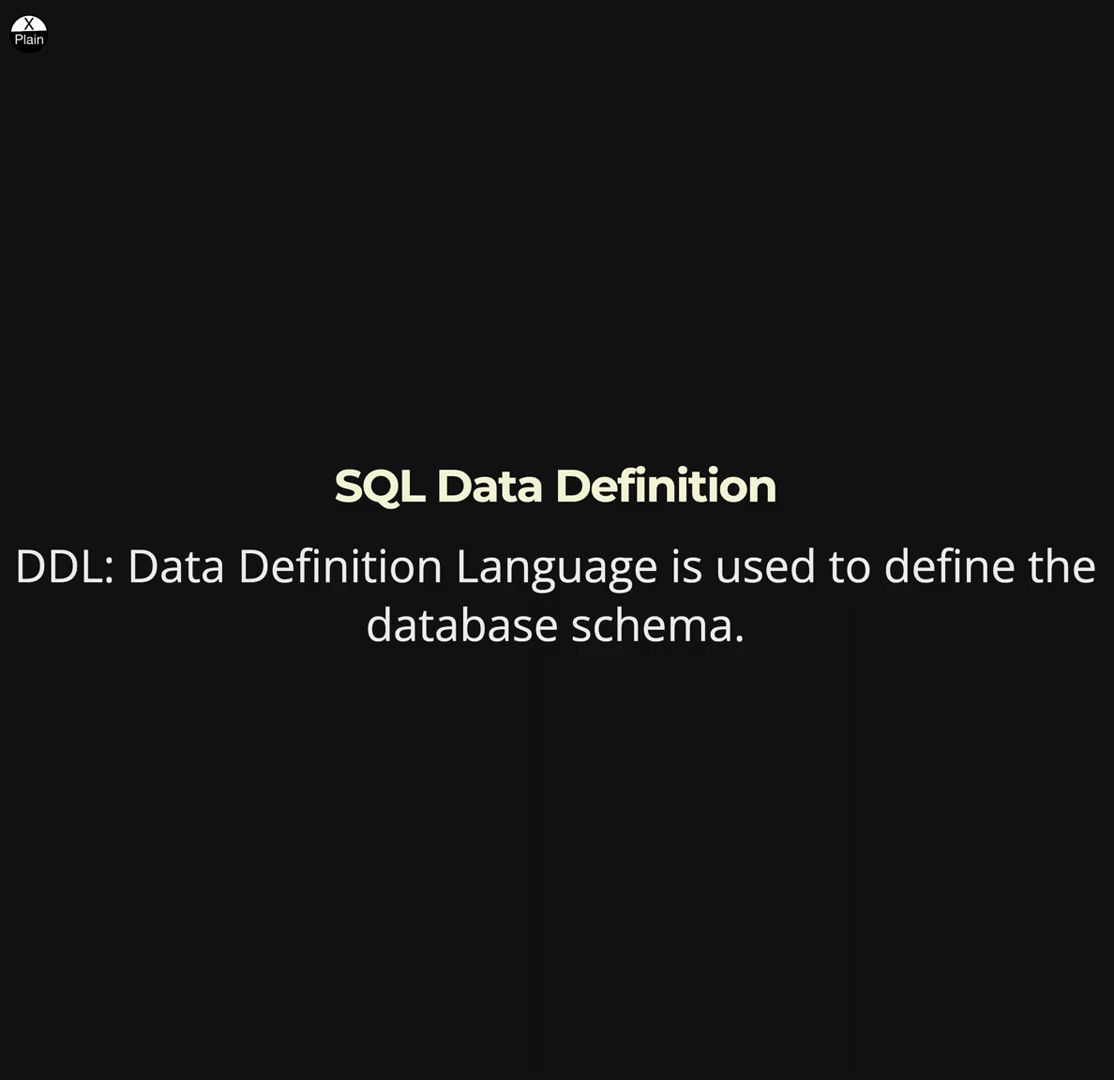 X
Plain
SQL Data Definition
DDL: Data Definition Language is used to define the
database schema.